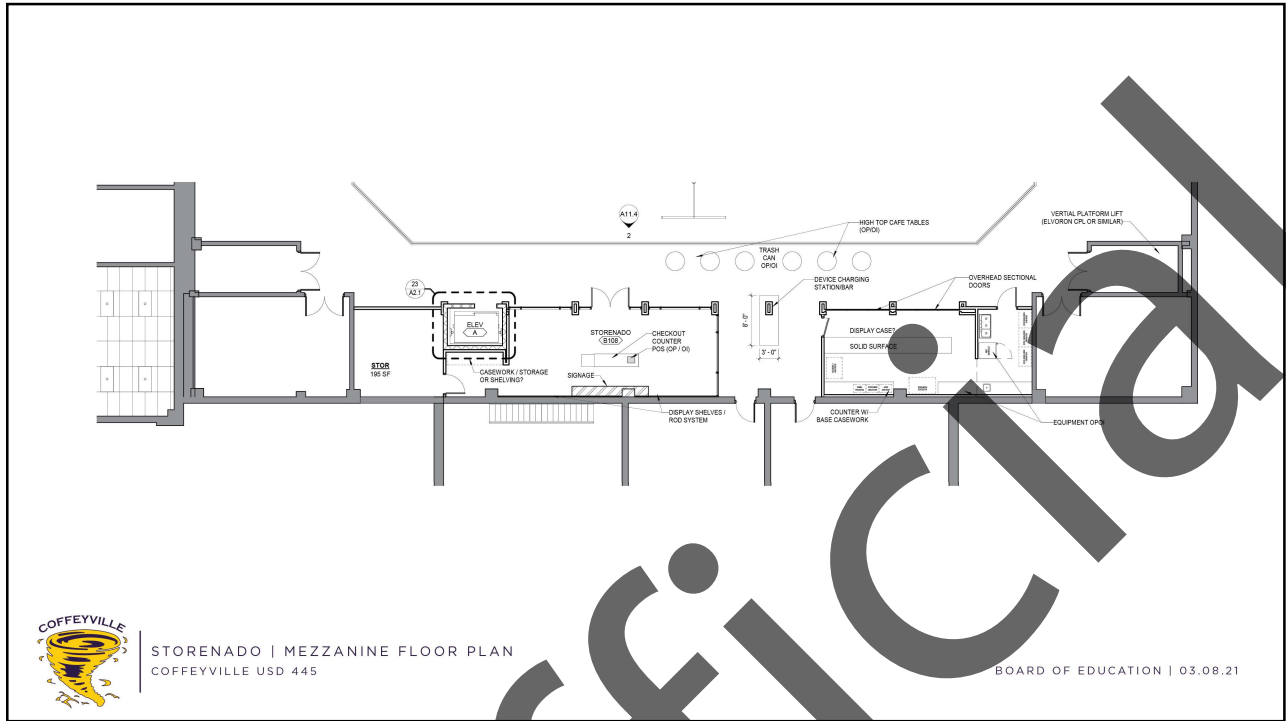 A11.4
2
HIGH TOP CAFE TABLES
(OP/OI)
VERTIAL PLATFORM LIFT
(ELVORON CPL OR SIMILAR)
TRASH
CAN
OP/OI
DEVICE CHARGING
STATION/BAR
OVERHEAD SECTIONAL
DOORS
23
A2.1
ELEV
A
STORENADO
B108
CHECKOUT
COUNTER
POS (OP / OI)
6' - 0"
3' - 0"
DISPLAY CASE?
SOLID SURFACE
STOR
195 SF
CASEWORK / STORAGE
OR SHELVING?
SIGNAGE
DISPLAY SHELVES /
ROD SYSTEM
COUNTER W/
BASE CASEWORK
EQUIPMENT OPOI
COFFEYVILLE
STORENADO | MEZZANINE FLOOR PLAN
COFFEYVILLE USD 445
BOARD OF EDUCATION | 03.08.21
fficial